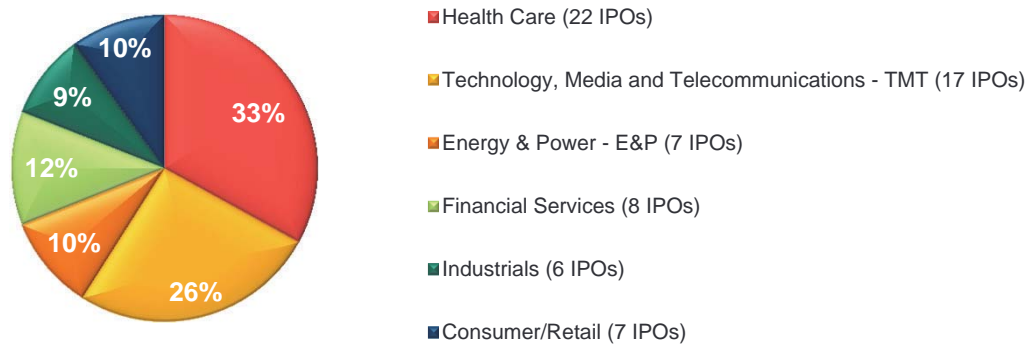 10%
33%
9%
12%
10%
26%
Health Care (22 IPOs)
Technology, Media and Telecommunications - TMT (17 IPOs)
Energy & Power - E&P (7 IPOs)
Financial Services (8 IPOs)
Industrials (6 IPOs)
Consumer/Retail (7 IPOs)